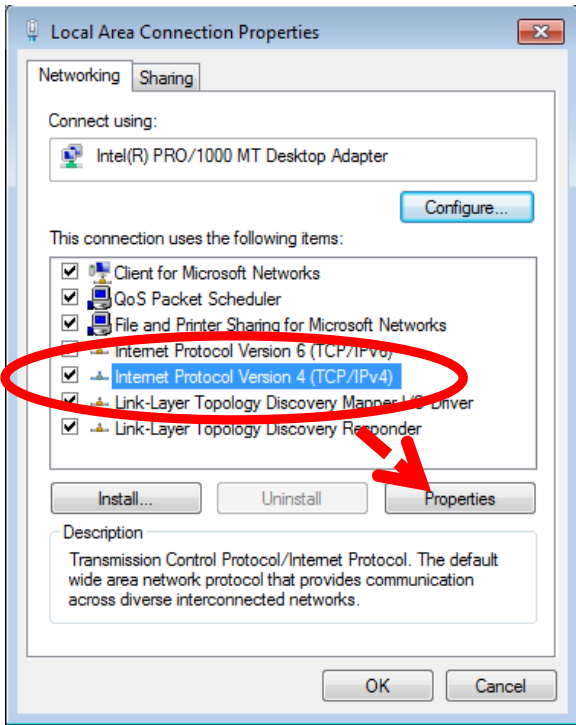 Local Area Connection Properties
Networking
Sharing
Connect using:
Intel(R) PRO/1000 MT Desktop Adapter
Configure...
This connection uses the following items:
Client for Microsoft Networks
QoS Packet Scheduler
File and Printer Sharing for Microsoft Networks
Internet Protocol Version 6 (TCP/IPv6)
Internet Protocol Version 4 (TCP/IPv4)
Link-Layer Topology Discovery Mapper I/O Driver
Link-Layer Topology Discovery Responder
Install...
Uninstall
Properties
Description
Transmission Control Protocol/Internet Protocol. The default
wide area network protocol that provides communication
across diverse interconnected networks.
OK
Cancel